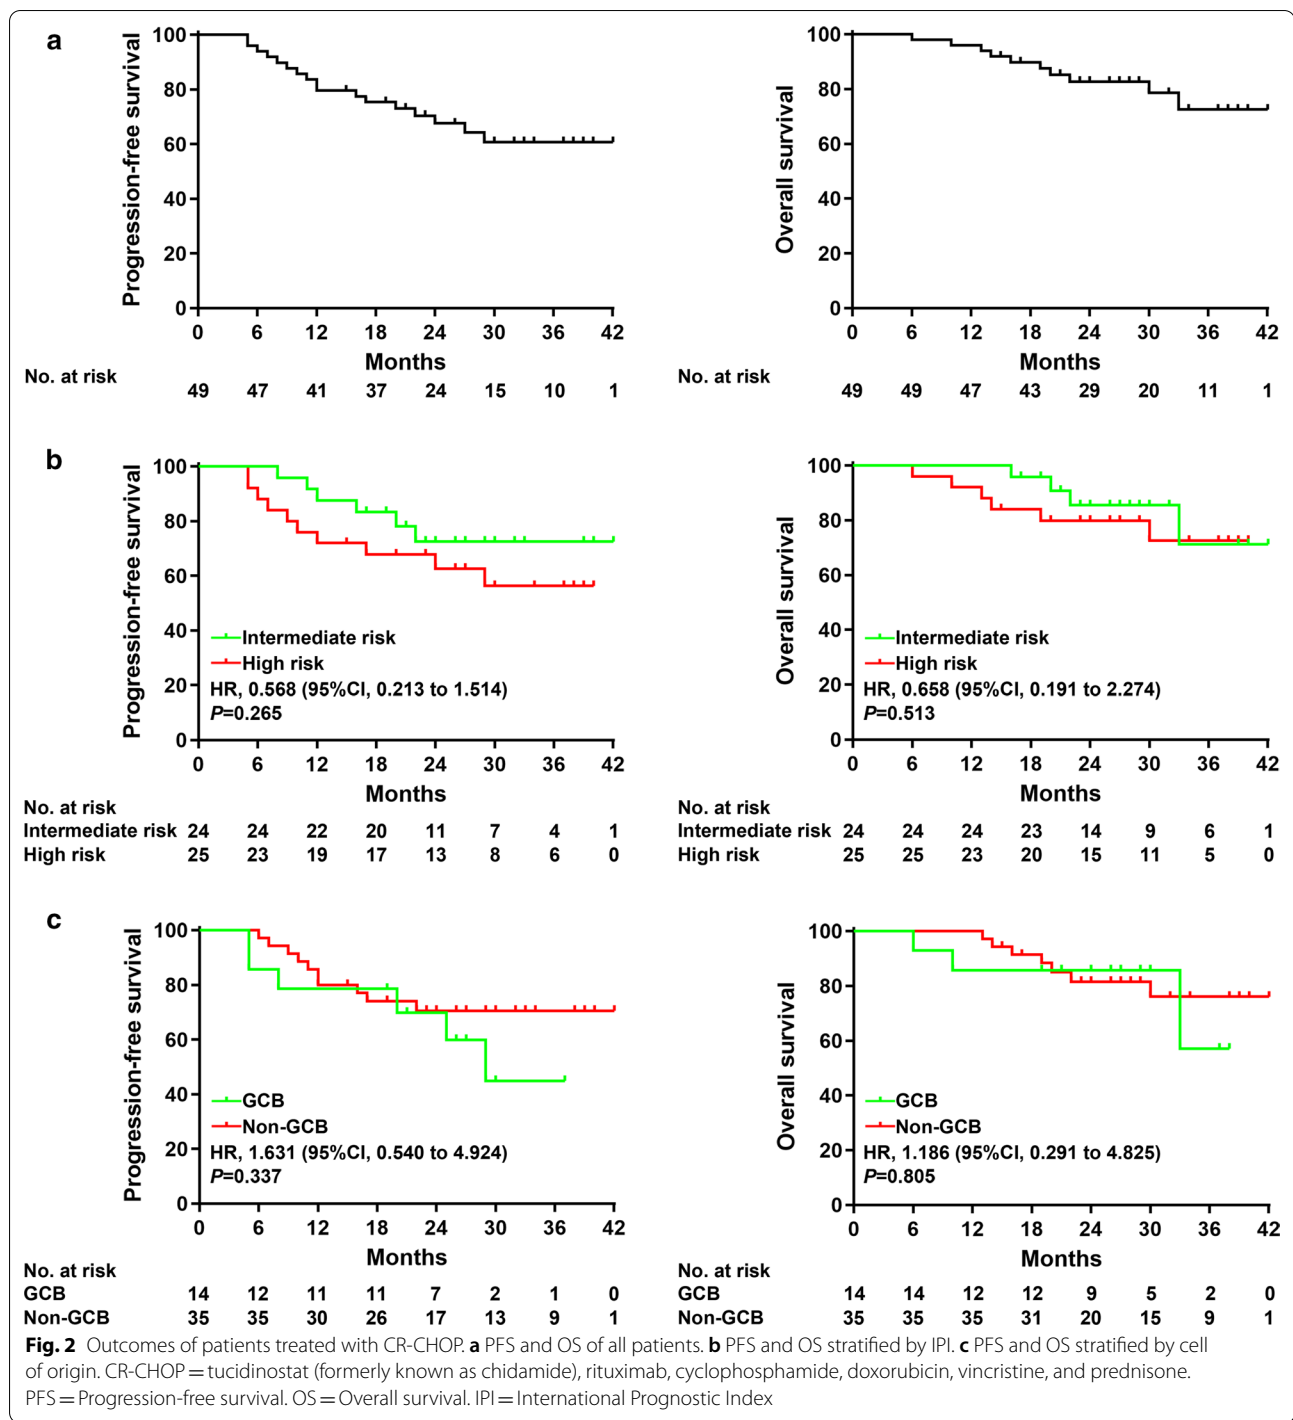 a
Progression-free survival
100
80
60
40
20
0
0 6 12 18 24 30 36 42
Months
No. at risk
49 47 41 37 24 15 10 1
Overall survival
100
80
60
40
20
0
0 6 12 18 24 30 36 42
Months
No. at risk
49 49 47 43 29 20 11 1
b
Progression-free survival
100
80
60
40
20
0
Intermediate risk
High risk
HR, 0.568 (95%CI, 0.213 to 1.514)
P=0.265
0 6 12 18 24 30 36 42
Months
No. at risk
Intermediate risk 24 24 22 20 11 7 4 1
High risk 25 23 19 17 13 8 6 0
Overall survival
100
80
60
40
20
0
Intermediate risk
High risk
HR, 0.658 (95%CI, 0.191 to 2.274)
P=0.513
0 6 12 18 24 30 36 42
Months
No. at risk
Intermediate risk 24 24 24 23 14 9 6 1
High risk 25 25 23 20 15 11 5 0
c
Progression-free survival
100
80
60
40
20
0
GCB
Non-GCB
HR, 1.631 (95%CI, 0.540 to 4.924)
P=0.337
0 6 12 18 24 30 36 42
Months
No. at risk
GCB 14 12 11 11 7 2 1 0
Non-GCB 35 35 30 26 17 13 9 1
Overall survival
100
80
60
40
20
0
GCB
Non-GCB
HR, 1.186 (95%CI, 0.291 to 4.825)
P=0.805
0 6 12 18 24 30 36 42
Months
No. at risk
GCB 14 14 12 12 9 5 2 0
Non-GCB 35 35 35 31 20 15 9 1
Fig. 2 Outcomes of patients treated with CR-CHOP. a PFS and OS of all patients. b PFS and OS stratified by IPI. c PFS and OS stratified by cell
of origin. CR-CHOP = tucidinostat (formerly known as chidamide), rituximab, cyclophosphamide, doxorubicin, vincristine, and prednisone.
PFS = Progression-free survival. OS = Overall survival. IPI = International Prognostic Index